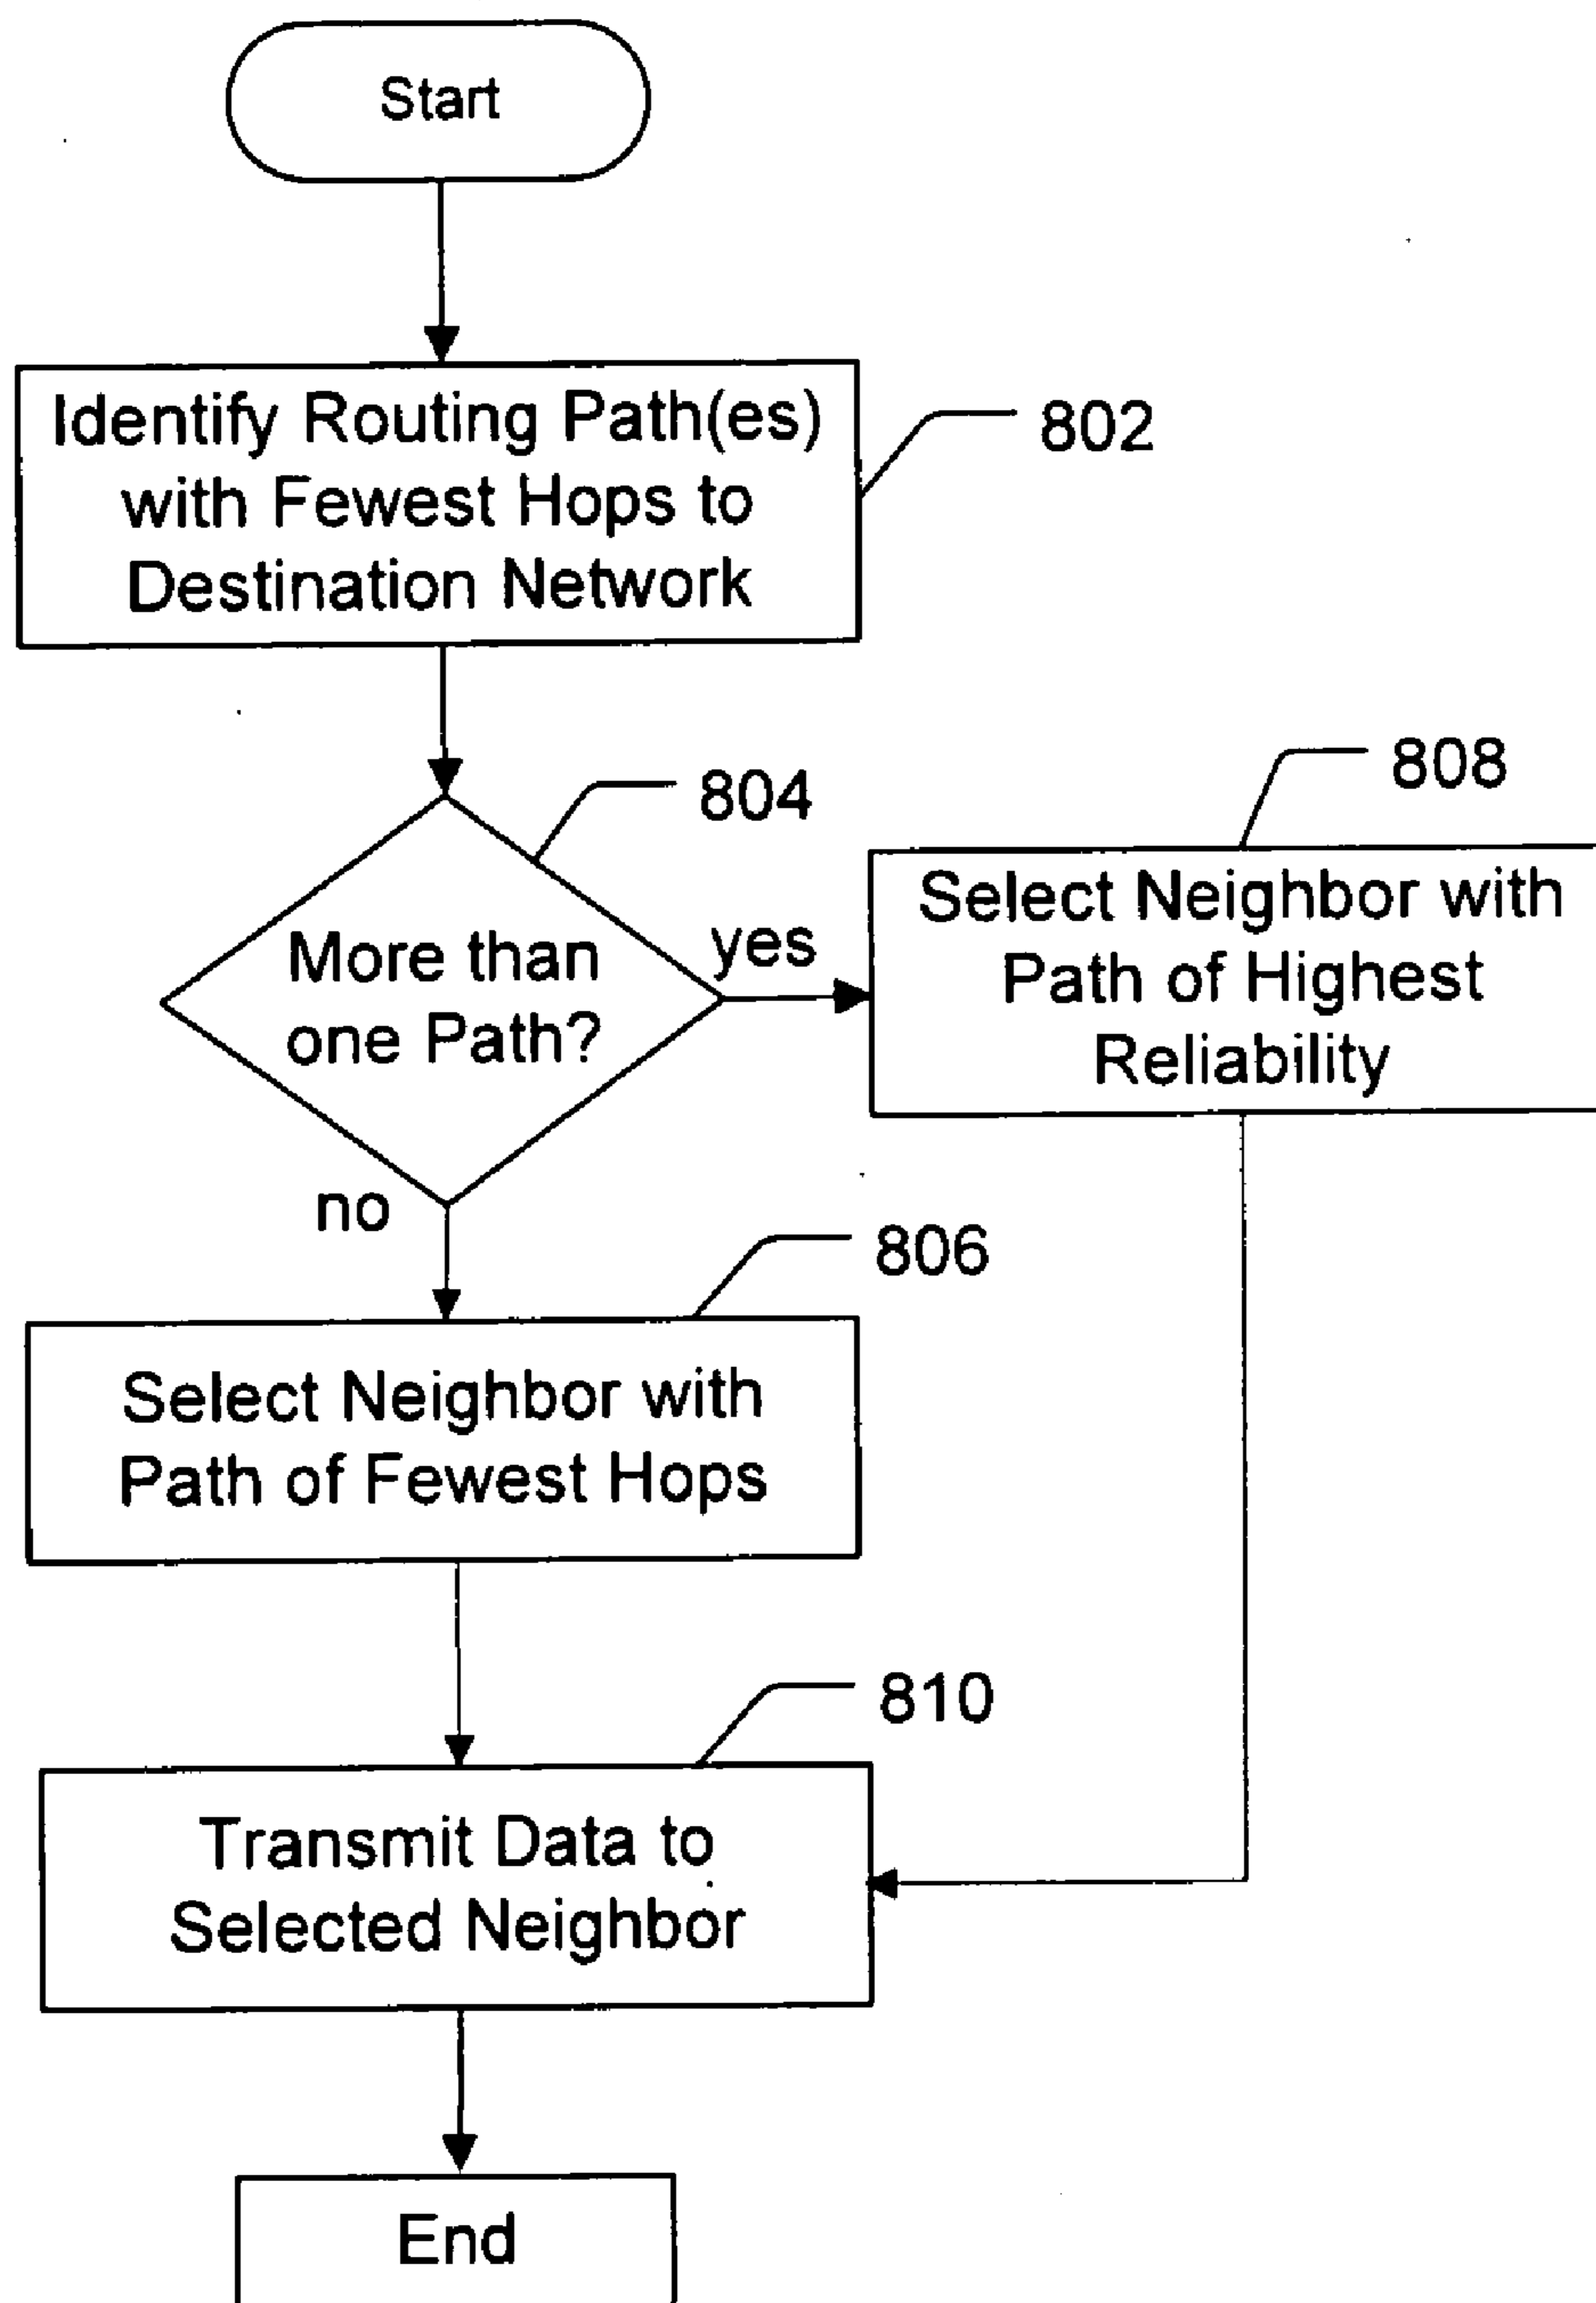 Start
Identify Routing Path(es)
with Fewest Hops to
Destination Network
802
804
More than
one Path?
yes
808
Select Neighbor with
Path of Highest
Reliability
no
806
Select Neighbor with
Path of Fewest Hops
810
Transmit Data to
Selected Neighbor
End